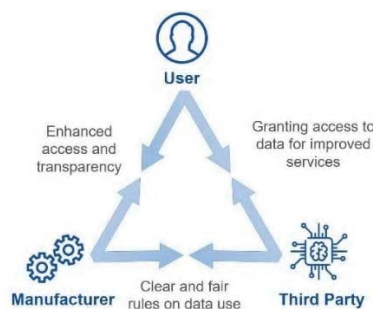 User
Enhanced
access and
transparency
Granting access to
data for improved
services
Manufacturer
Clear and fair
rules on data use
Third Party